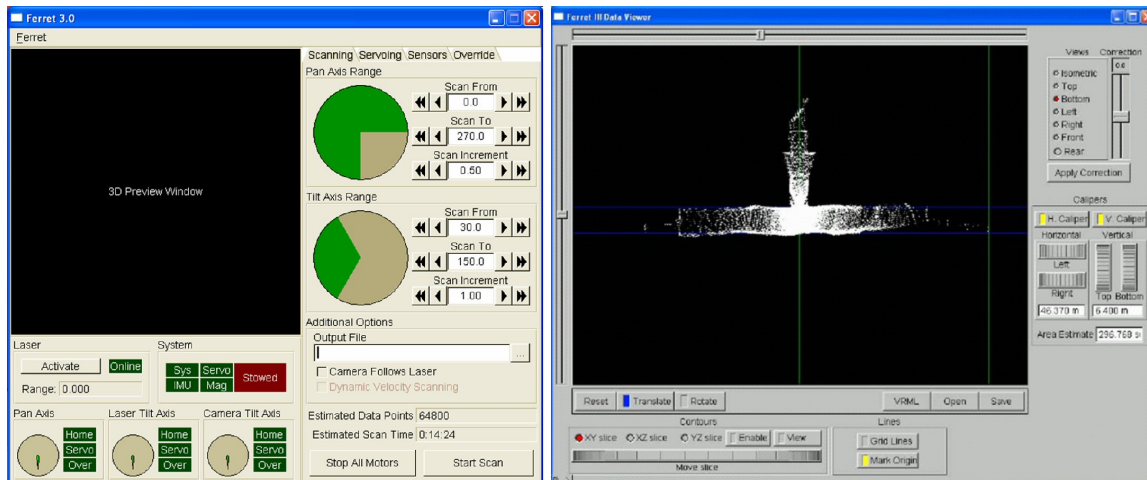 Ferret 3.0
Ferret
3D Preview Window
Scanning Servoing Sensors Override
Pan Axis Range
Scan From
0.0
Scan To
270.0
Scan Increment
0.50
Tilt Axis Range
Scan From
30.0
Scan To
150.0
Scan Increment
1.00
Additional Options
Output File
...
Camera Follows Laser
Dynamic Velocity Scanning
Estimated Data Points 64800
Estimated Scan Time 0:14:24
Stop All Motors Start Scan
Laser
Activate Online
Range: 0.000
System
Sys Servo
IMU Mag
Stowed
Pan Axis
Home
Servo
Over
Laser Tilt Axis
Home
Servo
Over
Camera Tilt Axis
Home
Servo
Over
Ferret III Data Viewer
Views
Isometric
Top
Bottom
Left
Right
Front
Rear
Correction
0.0
Apply Correction
Calipers
H. Caliper V. Caliper
Horizontal Vertical
Left
Right
Top Bottom
46.370 m 6.400 m
Area Estimate 296.768
Reset Translate Rotate VRML Open Save
Contours
XY slice XZ slice YZ slice Enable View
Move slice
Lines
Grid Lines
Mark Origin